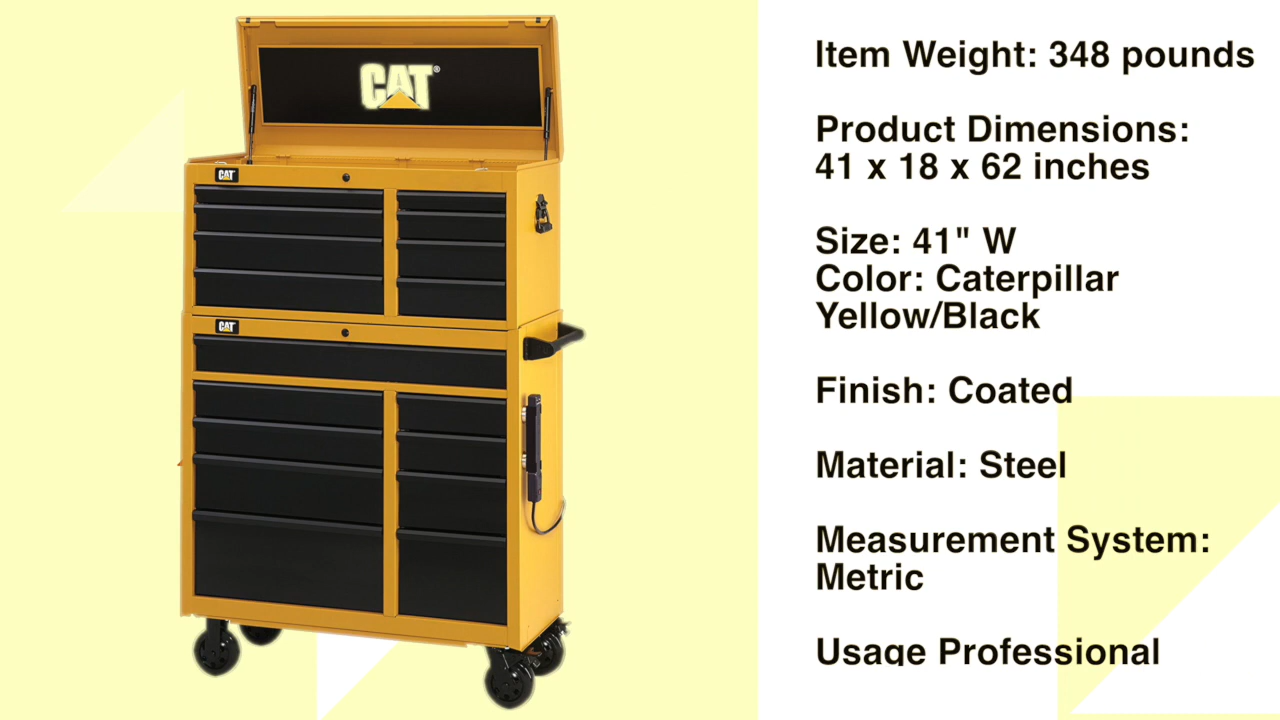 CAT®
CAT
CAT
Item Weight: 348 pounds
Product Dimensions:
41 x 18 x 62 inches
Size: 41" W
Color: Caterpillar
Yellow/Black
Finish: Coated
Material: Steel
Measurement System:
Metric
Usage Professional